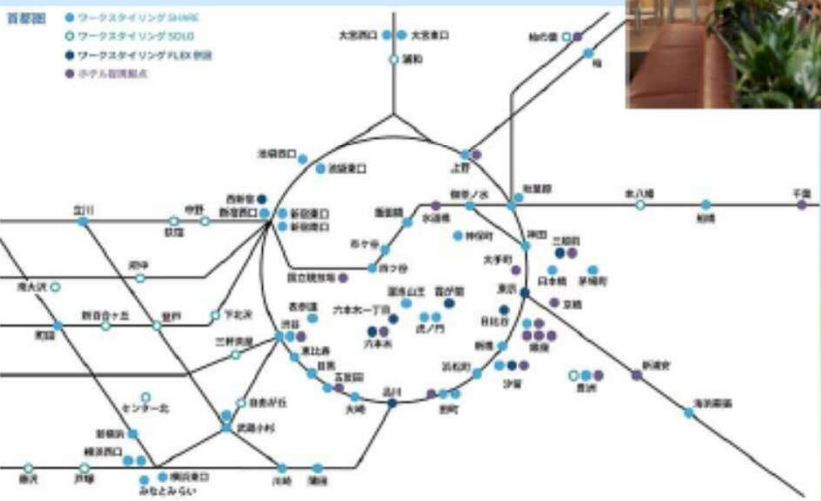 首都圏
ワークスタイリング SHARE
ワークスタイリング SOLO
ワークスタイリング FLEX 併設
ホテル提携拠点
大宮西口
大宮東口
浦和
柏の葉
柏
池袋西口
池袋東口
上野
西新宿
新宿西口
新宿東口
新宿南口
立川
中野
荻窪
飯田橋
水道橋
御茶ノ水
秋葉原
本八幡
船橋
千葉
市ケ谷
神保町
神田
三越前
四ツ谷
国立競技場
大手町
日本橋
茅場町
府中
南大沢
東京
京橋
新百合ヶ丘
登戸
下北沢
町田
表参道
溜池山王
霞が関
六本木一丁目
虎ノ門
六本木
日比谷
銀座
渋谷
三軒茶屋
恵比寿
目黒
五反田
大崎
品川
田町
浜松町
新橋
汐留
豊洲
新浦安
海浜幕張
センター北
自由が丘
武蔵小杉
新横浜
横浜西口
横浜東口
みなとみらい
藤沢
戸塚
川崎
蒲田